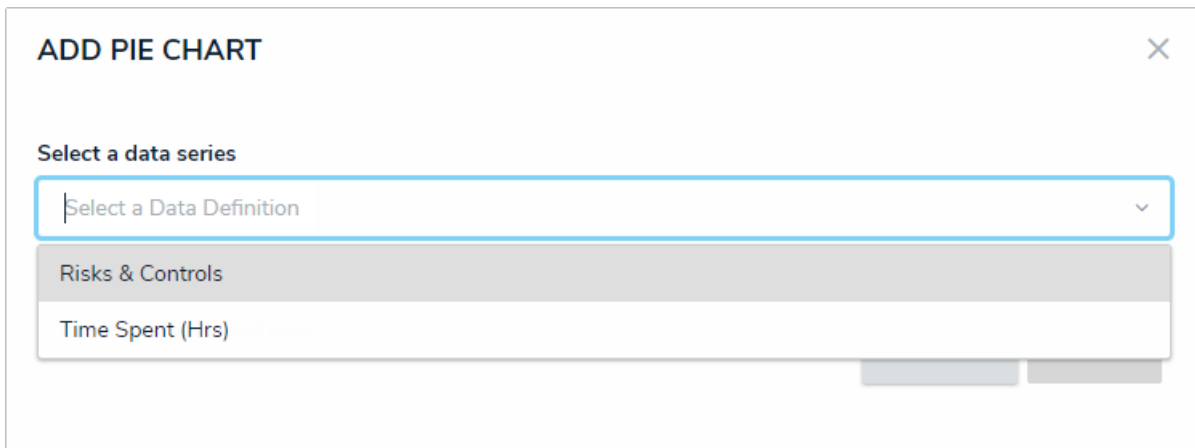 ADD PIE CHART
Select a data series
Select a Data Definition
Risks & Controls
Time Spent (Hrs)